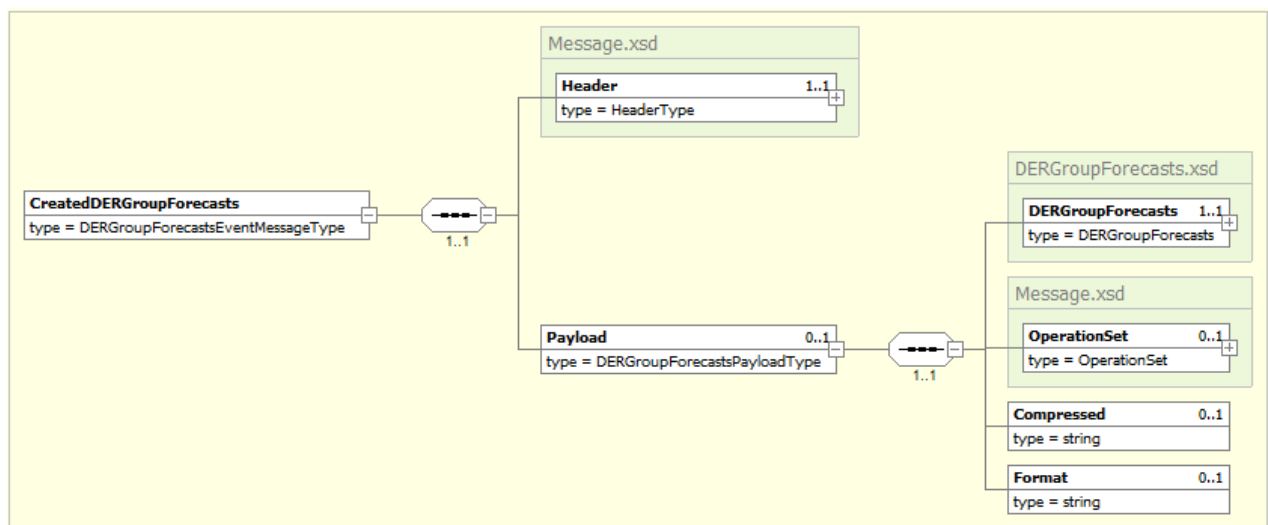 Message.xsd
Header 1..1
type = HeaderType
DERGroupForecasts.xsd
CreatedDERGroupForecasts
type = DERGroupForecastsEventMessageType
1..1
DERGroupForecasts 1..1
type = DERGroupForecasts
Message.xsd
Payload 0..1
type = DERGroupForecastsPayloadType
1..1
OperationSet 0..1
type = OperationSet
Compressed 0..1
type = string
Format 0..1
type = string